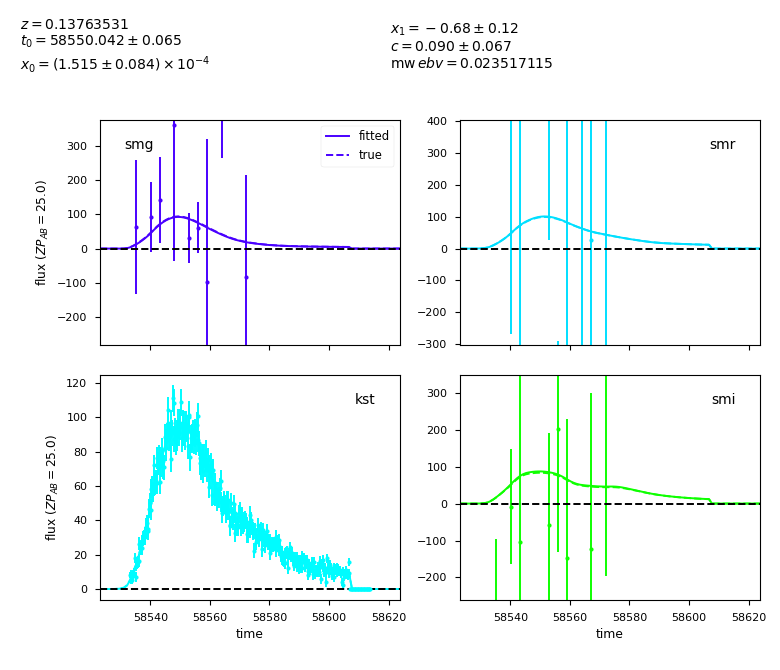 z = 0.13763531
t₀ = 58550.042 ± 0.065
x₀ = (1.515 ± 0.084) × 10⁻⁴
x₁ = −0.68 ± 0.12
c = 0.090 ± 0.067
mw ebv = 0.023517115
smg
fitted
true
300
200
100
0
−100
−200
flux (ZP_AB = 25.0)
smr
400
300
200
100
0
−100
−200
−300
kst
120
100
80
60
40
20
0
flux (ZP_AB = 25.0)
58540 58560 58580 58600 58620
time
smi
300
200
100
0
−100
−200
58540 58560 58580 58600 58620
time